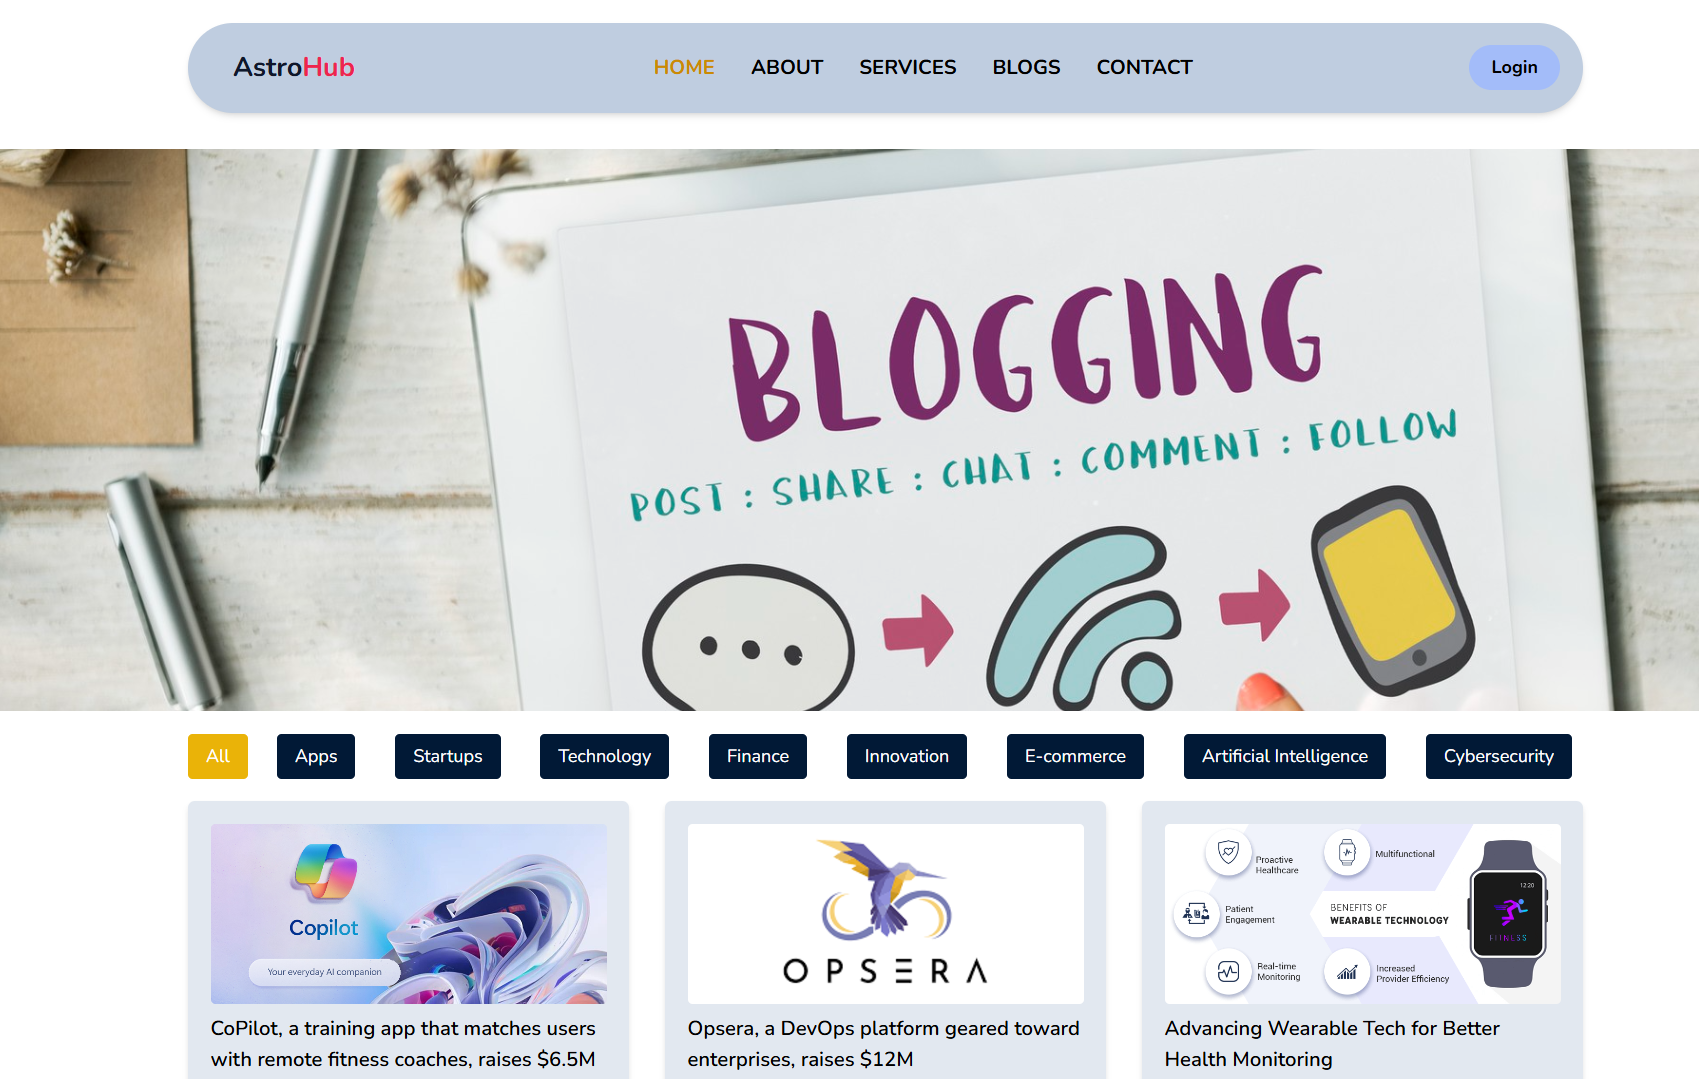 AstroHub
HOME ABOUT SERVICES BLOGS CONTACT
Login
BLOGGING
POST : SHARE : CHAT : COMMENT : FOLLOW
All Apps Startups Technology Finance Innovation E-commerce Artificial Intelligence Cybersecurity
Copilot
Your everyday AI companion
CoPilot, a training app that matches users
with remote fitness coaches, raises $6.5M
OPSERA
Opsera, a DevOps platform geared toward
enterprises, raises $12M
Proactive
Healthcare
Multifunctional
Patient
Engagement
BENEFITS OF
WEARABLE TECHNOLOGY
12:20
FITNESS
Real-time
Monitoring
Increased
Provider Efficiency
Advancing Wearable Tech for Better
Health Monitoring